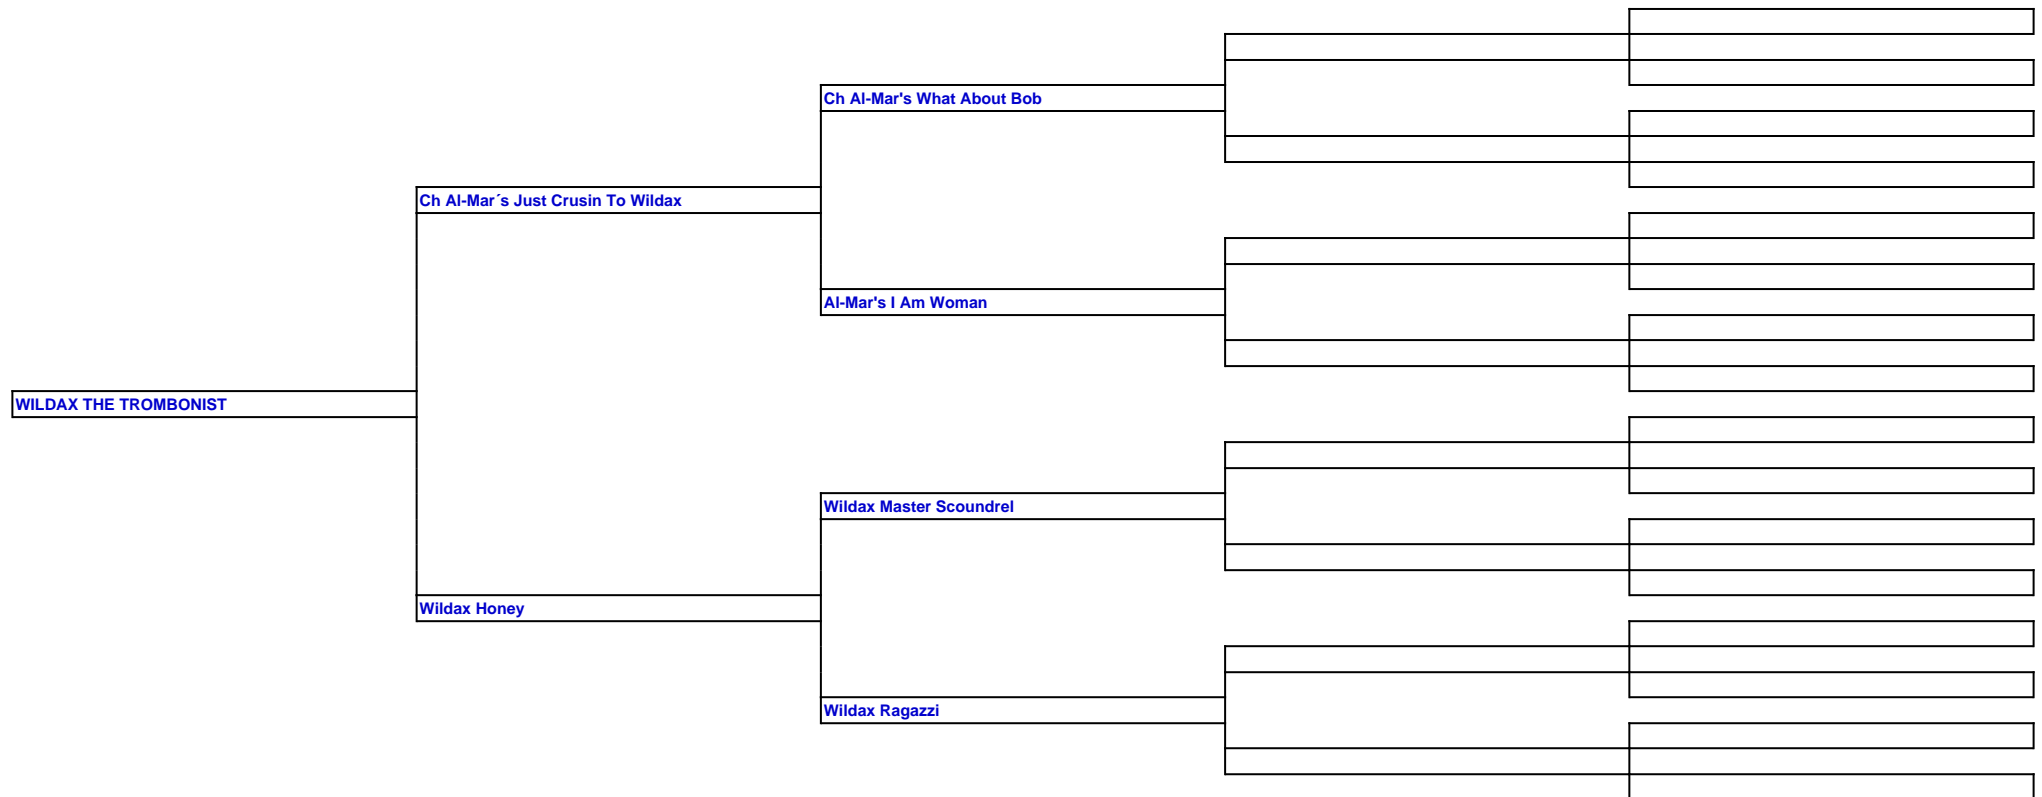 Ch Al-Mar's What About Bob
Ch Al-Mar´s Just Crusin To Wildax
Al-Mar's I Am Woman
WILDAX THE TROMBONIST
Wildax Master Scoundrel
Wildax Honey
Wildax Ragazzi